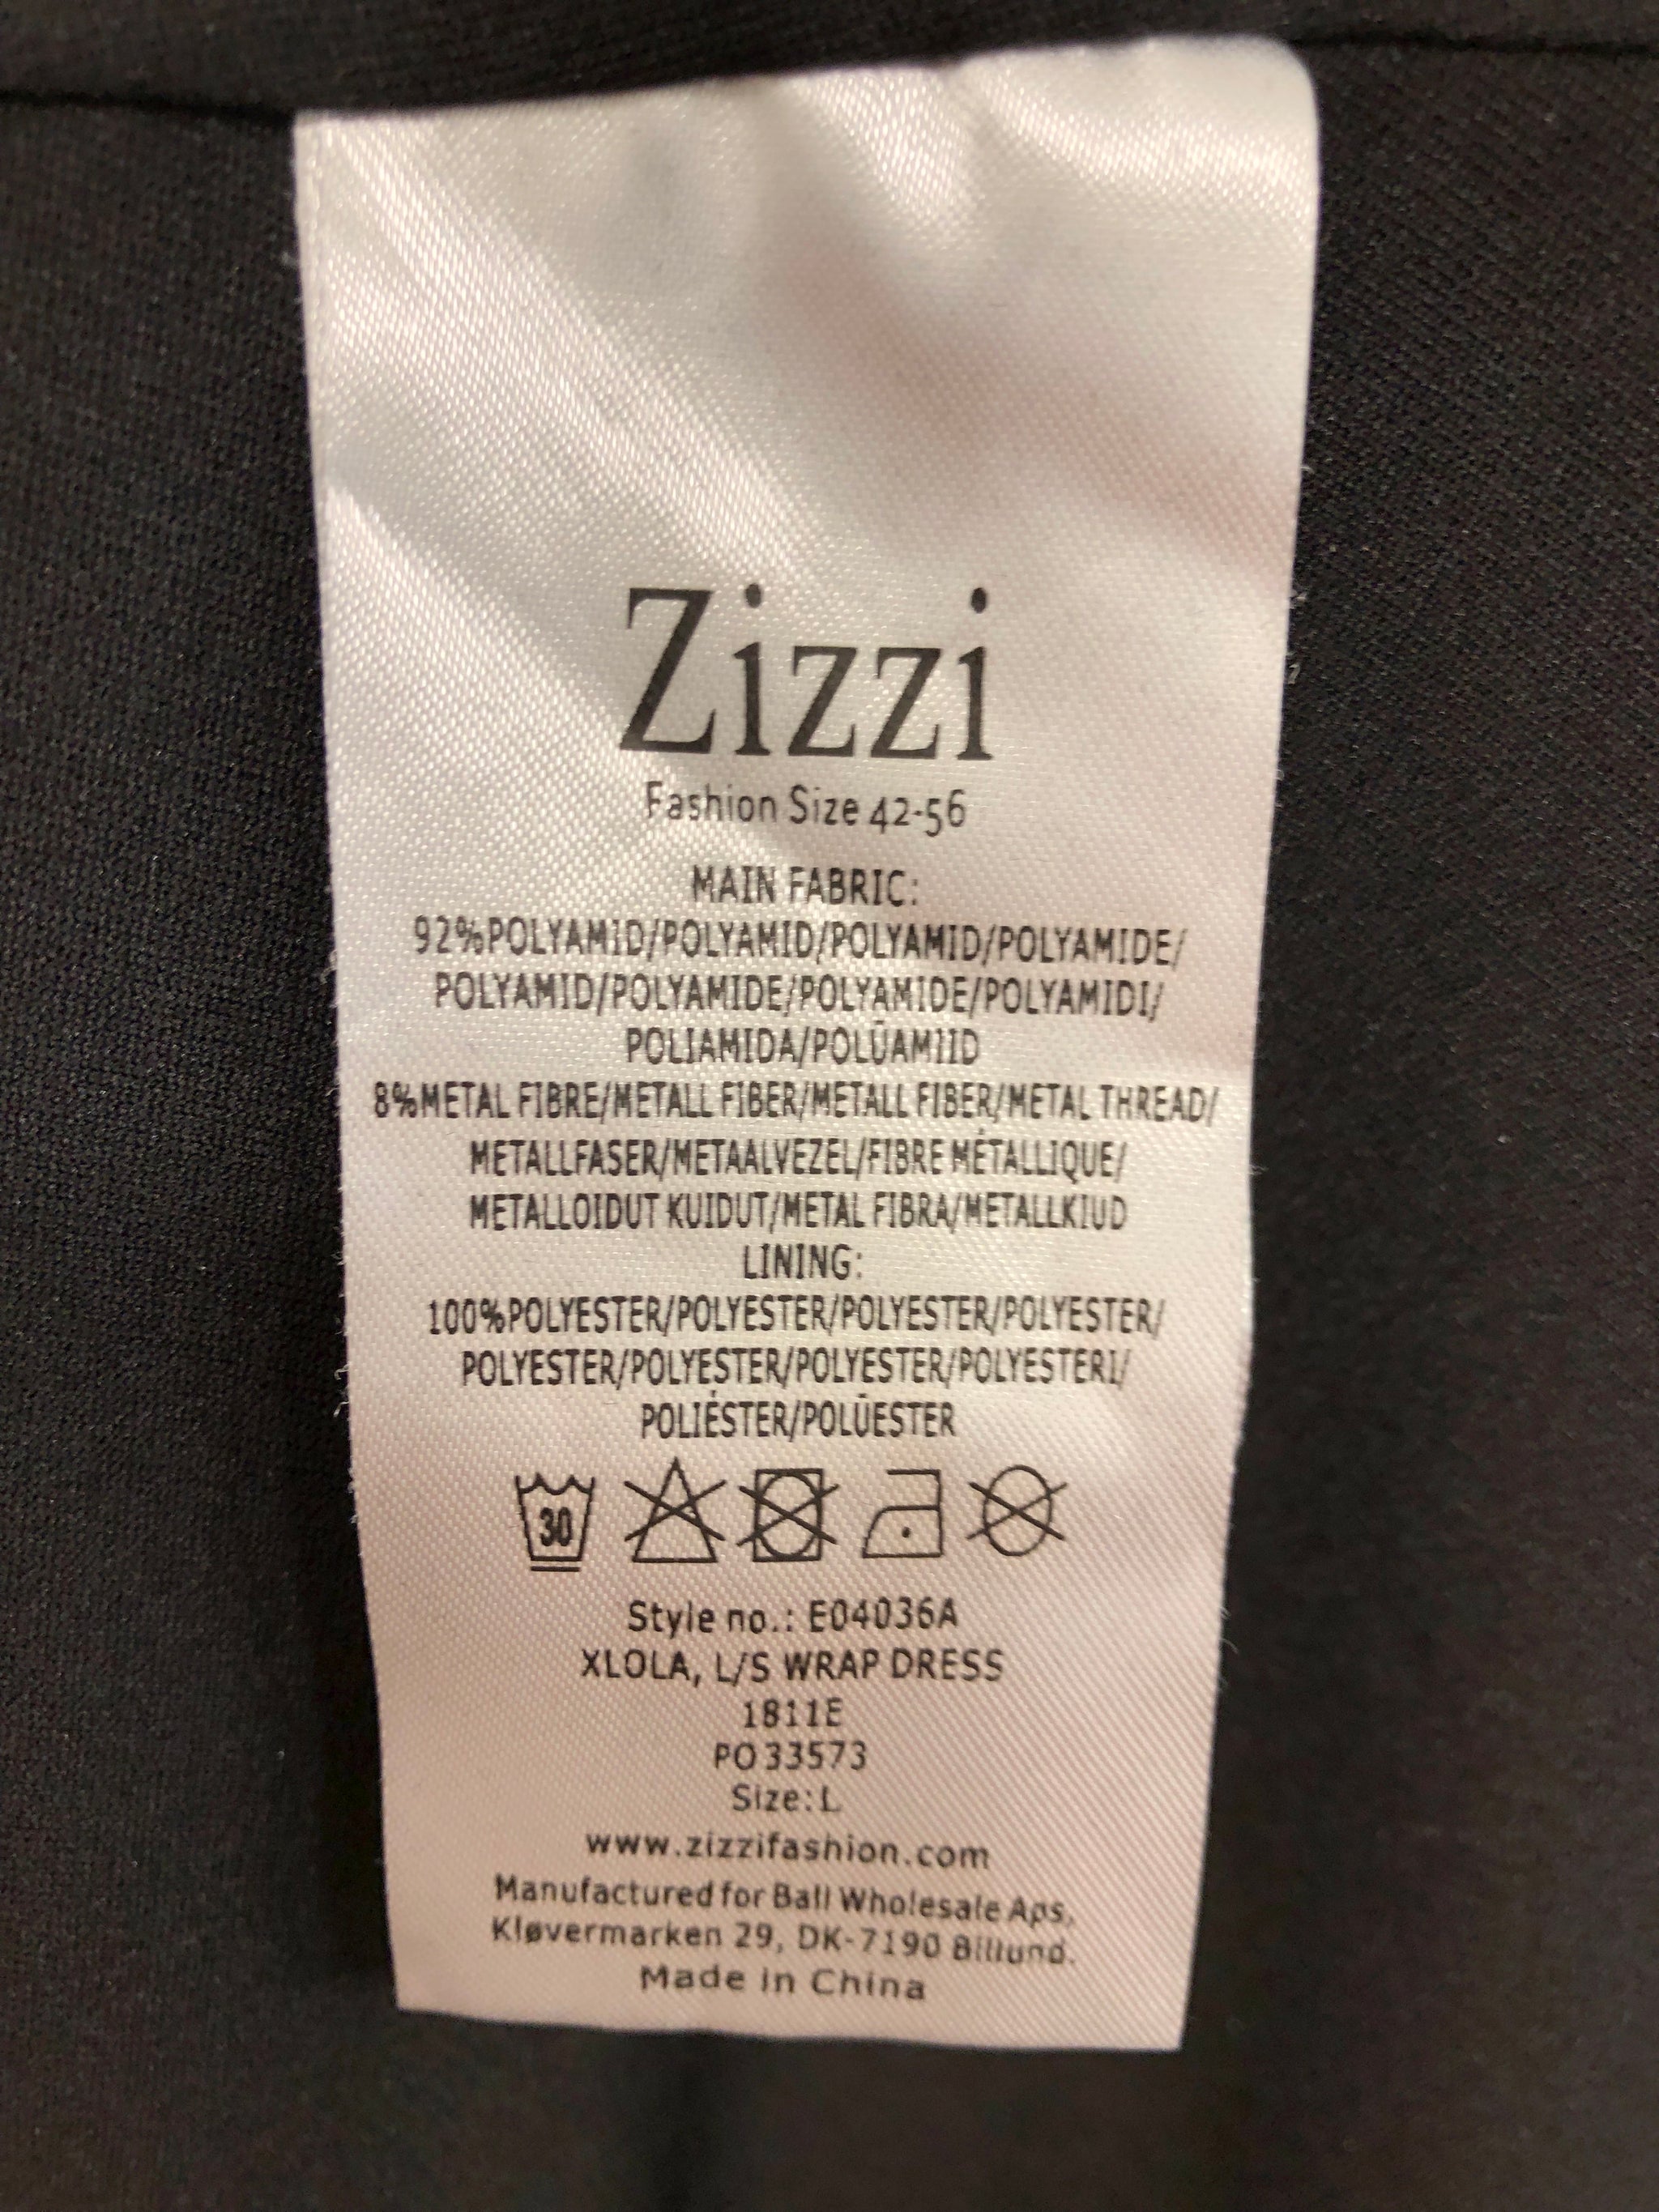 Zizzi
Fashion Size 42-56
MAIN FABRIC:
92%POLYAMID/POLYAMID/POLYAMID/POLYAMIDE/
POLYAMID/POLYAMIDE/POLYAMIDE/POLYAMIDI/
POLIAMIDA/POLÜAMIID
8%METAL FIBRE/METALL FIBER/METALL FIBER/METAL THREAD/
METALLFASER/METAALVEZEL/FIBRE MÉTALLIQUE/
METALLOIDUT KUIDUT/METAL FIBRA/METALLKIUD
LINING:
100%POLYESTER/POLYESTER/POLYESTER/POLYESTER/
POLYESTER/POLYESTER/POLYESTER/POLYESTERI/
POLIÉSTER/POLÜESTER
30
Style no.: E04036A
XLOLA, L/S WRAP DRESS
1811E
PO33573
Size: L
www.zizzifashion.com
Manufactured for Ball Wholesale Aps,
Kløvermarken 29, DK-7190 Billund.
Made in China